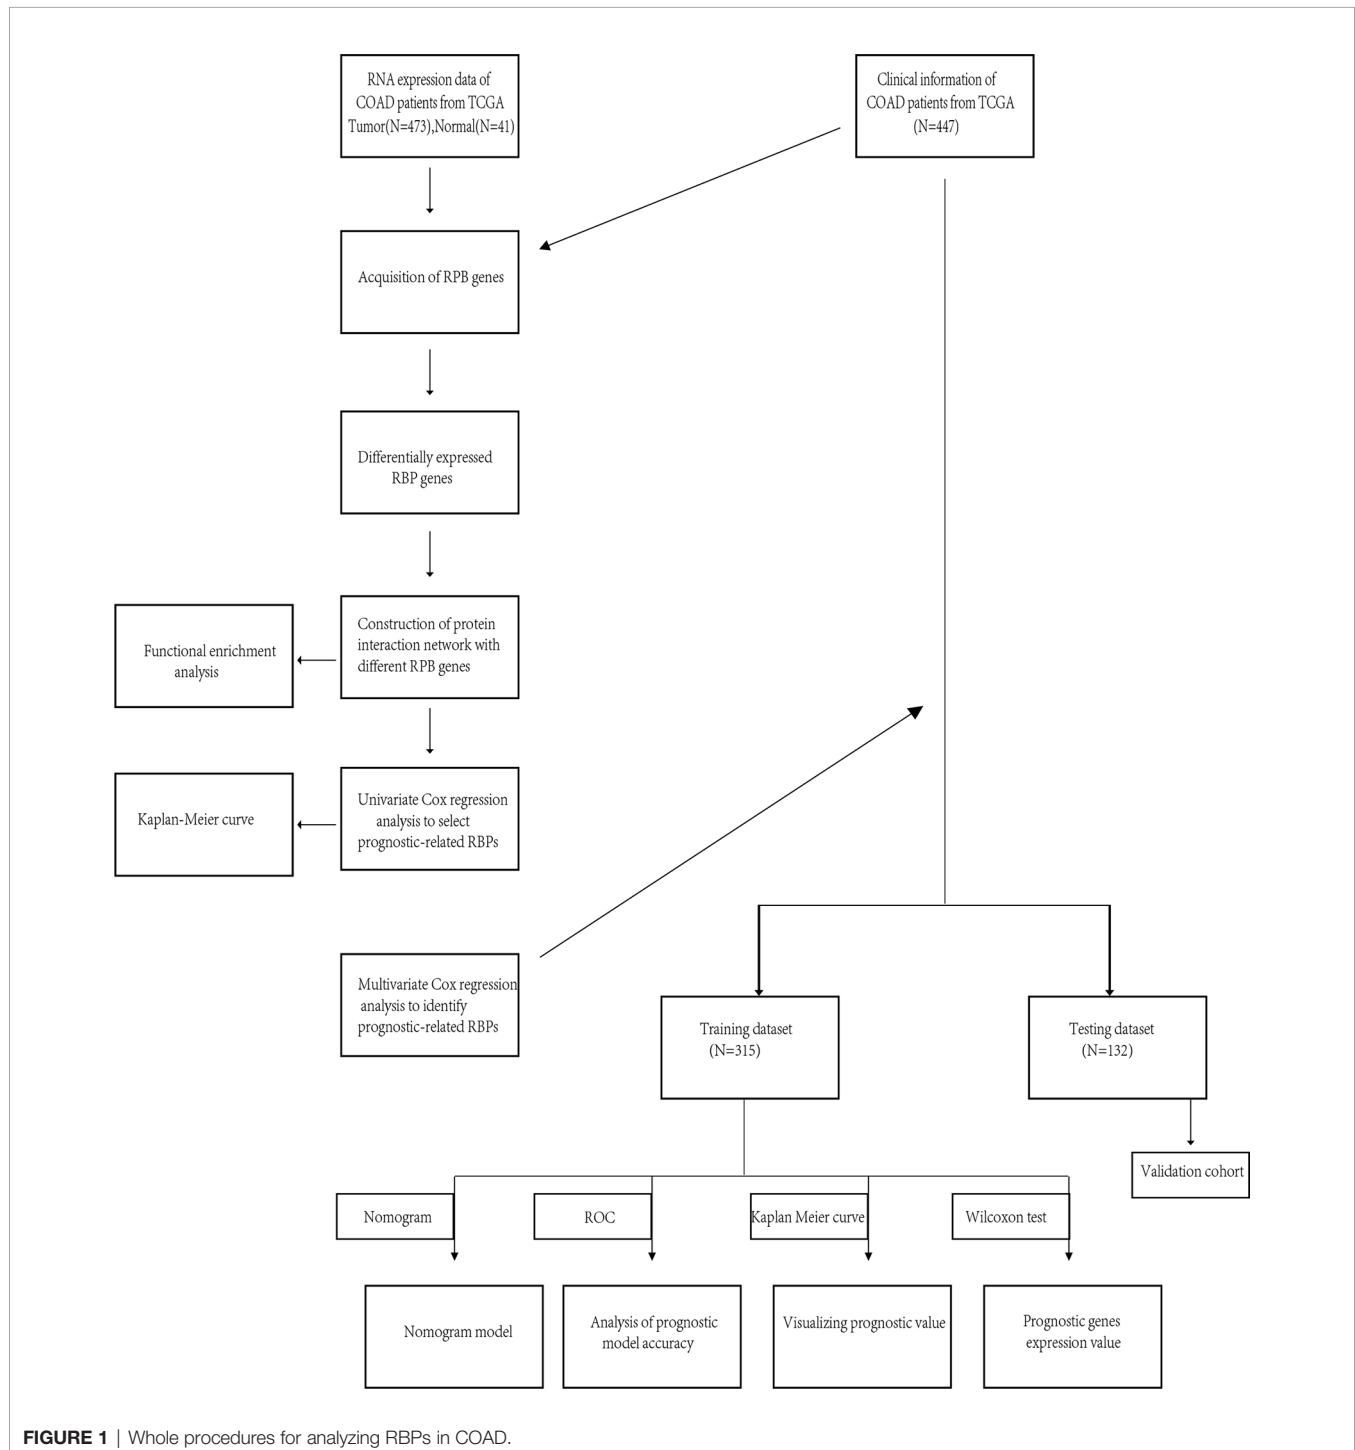 RNA expression data of
COAD patients from TCGA
Tumor(N=473),Normal(N=41)
Clinical information of
COAD patients from TCGA
(N=447)
Acquisition of RPB genes
Differentially expressed
RBP genes
Construction of protein
interaction network with
different RPB genes
Functional enrichment
analysis
Univariate Cox regression
analysis to select
prognostic-related RBPs
Kaplan-Meier curve
Multivariate Cox regression
analysis to identify
prognostic-related RBPs
Training dataset
(N=315)
Testing dataset
(N=132)
Validation cohort
Nomogram
ROC
Kaplan Meier curve
Wilcoxon test
Nomogram model
Analysis of prognostic
model accuracy
Visualizing prognostic value
Prognostic genes
expression value
FIGURE 1 | Whole procedures for analyzing RBPs in COAD.